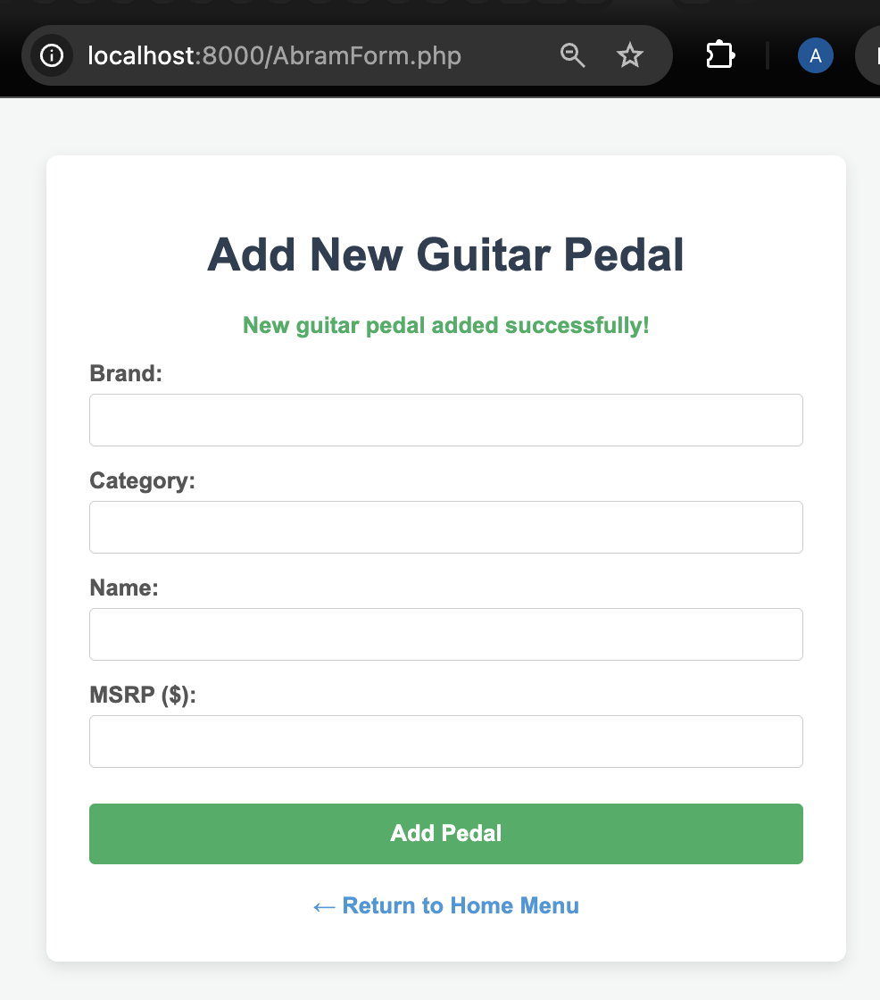 localhost:8000/AbramForm.php
A
Add New Guitar Pedal
New guitar pedal added successfully!
Brand:
Category:
Name:
MSRP ($):
Add Pedal
← Return to Home Menu